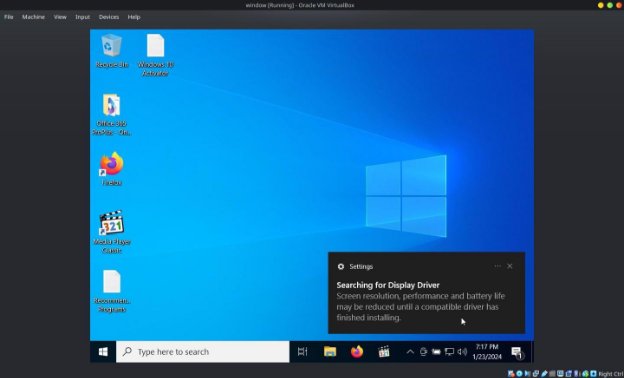 window [Running] - Oracle VM VirtualBox
File Machine View Input Devices Help
Recycle Bin
Windows 10
Activator
Office 365
ProPlus - On...
Firefox
Media Player
Classic
Recommen...
Programs
Settings
Searching for Display Driver
Screen resolution, performance and battery life
may be reduced until a compatible driver has
finished installing.
Type here to search
7:17 PM
1/23/2024
1
Right Ctrl